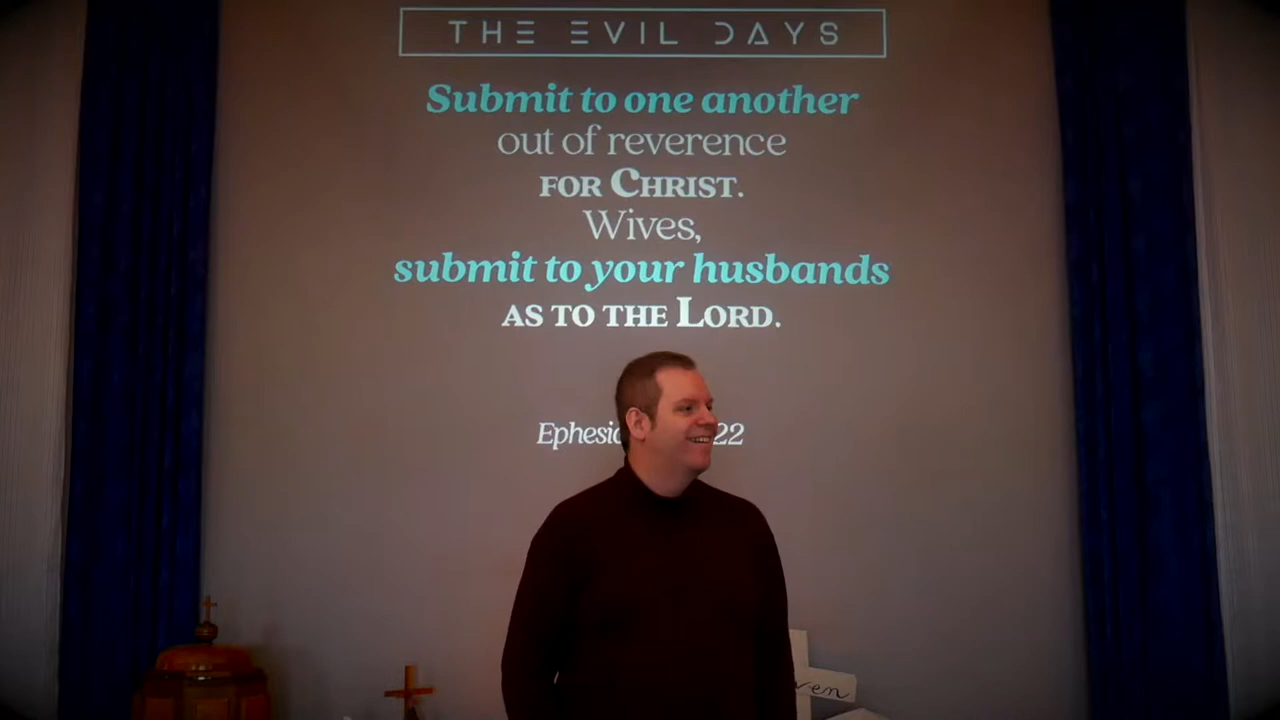 THE EVIL DAYS
Submit to one another
out of reverence
FOR CHRIST.
Wives,
submit to your husbands
AS TO THE LORD.
22